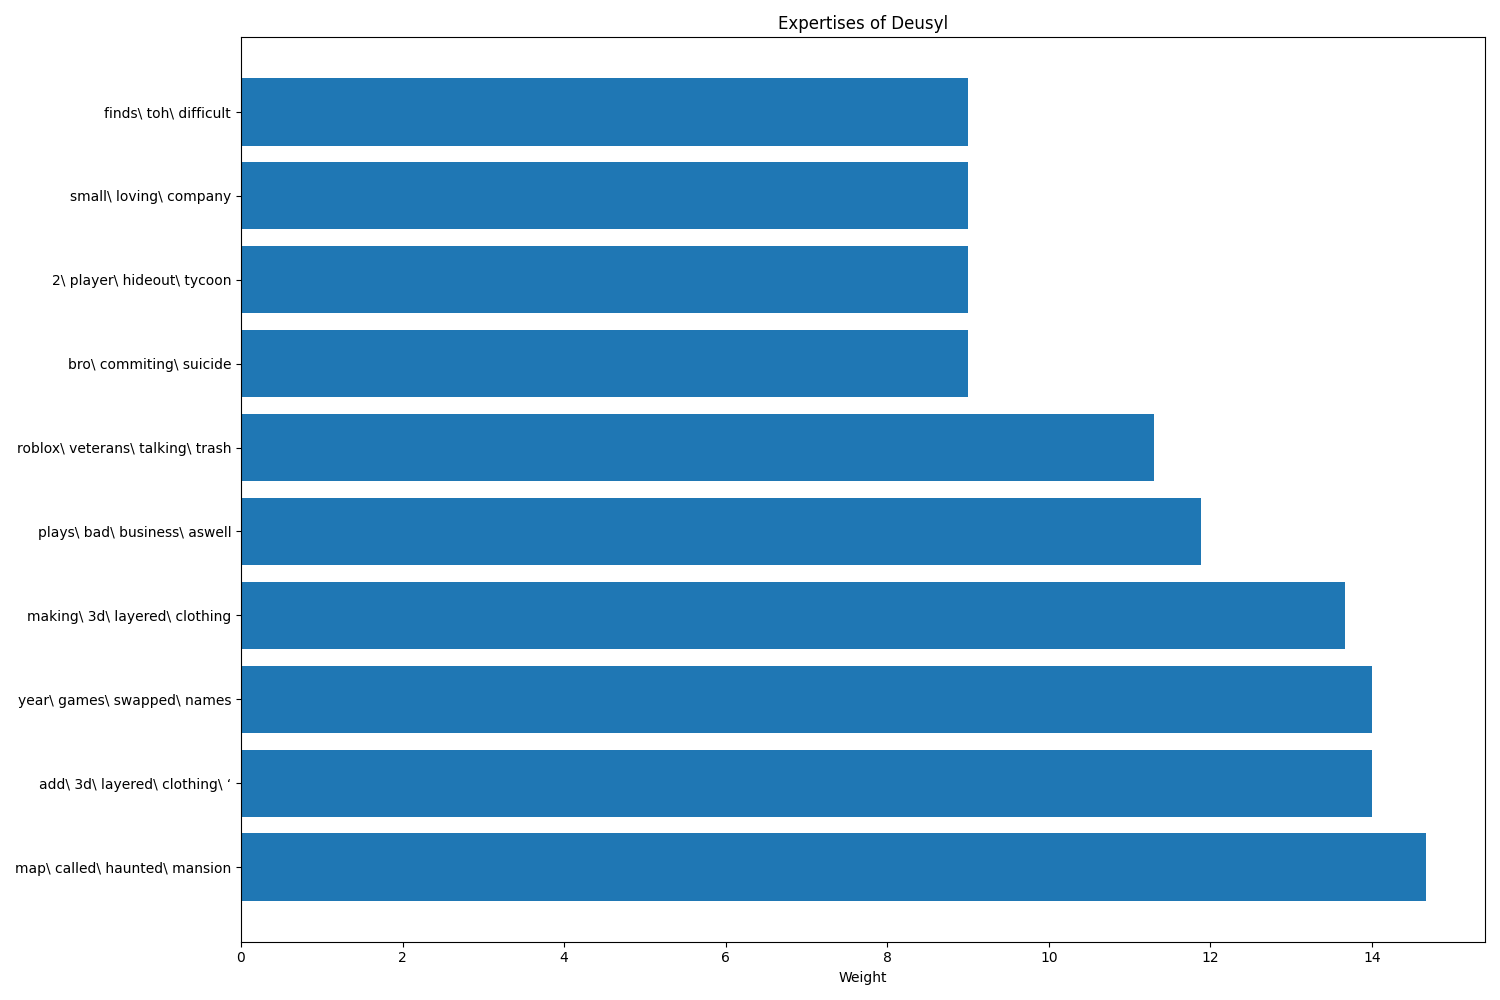 Expertises of Deusyl
finds\ toh\ difficult
small\ loving\ company
2\ player\ hideout\ tycoon
bro\ commiting\ suicide
roblox\ veterans\ talking\ trash
plays\ bad\ business\ aswell
making\ 3d\ layered\ clothing
year\ games\ swapped\ names
add\ 3d\ layered\ clothing\ ‘
map\ called\ haunted\ mansion
0 2 4 6 8 10 12 14
Weight